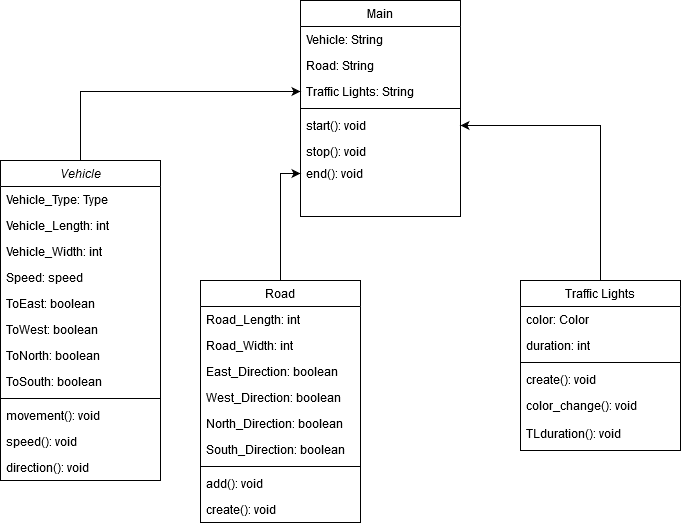 Main
Vehicle: String
Road: String
Traffic Lights: String
start(): void
stop(): void
end(): void
Vehicle
Vehicle_Type: Type
Vehicle_Length: int
Vehicle_Width: int
Speed: speed
ToEast: boolean
ToWest: boolean
ToNorth: boolean
ToSouth: boolean
movement(): void
speed(): void
direction(): void
Road
Road_Length: int
Road_Width: int
East_Direction: boolean
West_Direction: boolean
North_Direction: boolean
South_Direction: boolean
add(): void
create(): void
Traffic Lights
color: Color
duration: int
create(): void
color_change(): void
TLduration(): void